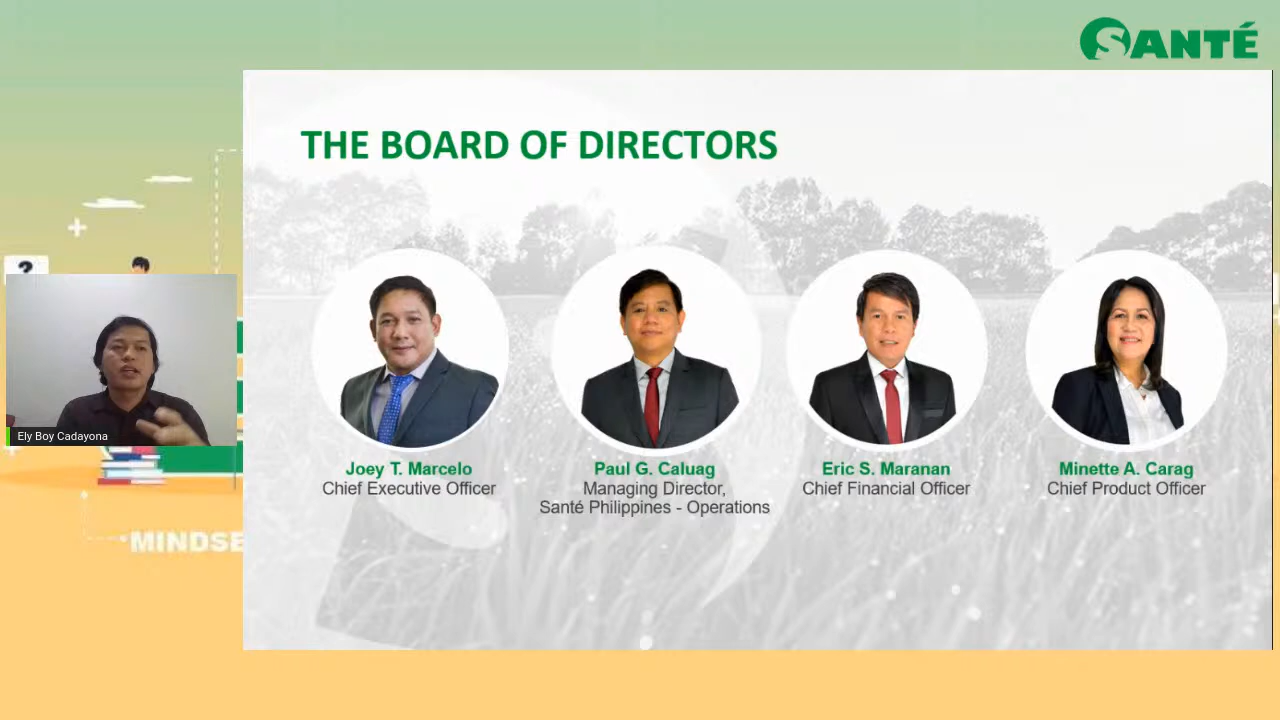 SANTÉ
THE BOARD OF DIRECTORS
?
Ely Boy Cadayona
Joey T. Marcelo
Chief Executive Officer
Paul G. Caluag
Managing Director,
Santé Philippines - Operations
Eric S. Maranan
Chief Financial Officer
Minette A. Carag
Chief Product Officer
MINDSE